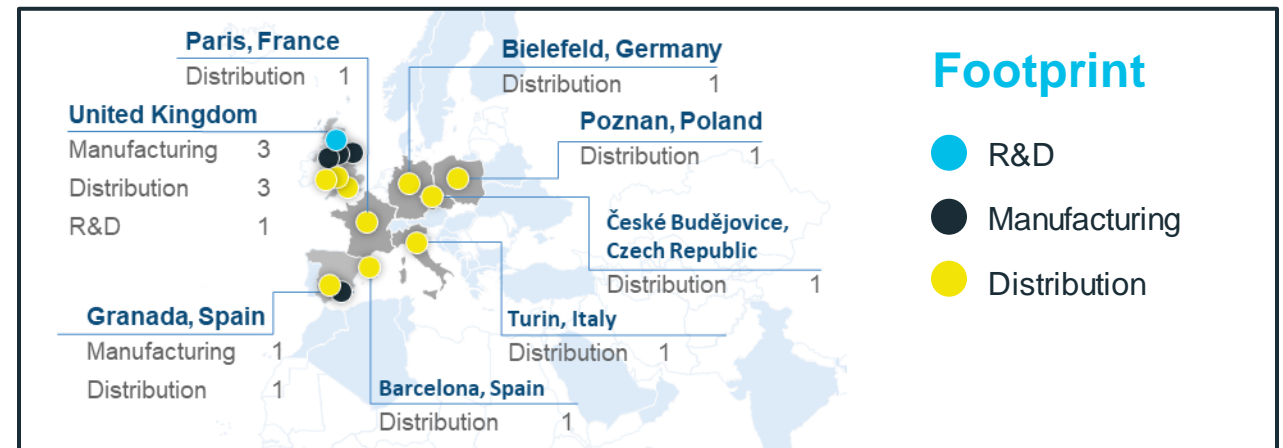 Paris, France
Distribution 1
United Kingdom
Manufacturing 3
Distribution 3
R&D 1
Granada, Spain
Manufacturing 1
Distribution 1
Barcelona, Spain
Distribution 1
Bielefeld, Germany
Distribution 1
Poznan, Poland
Distribution 1
České Budějovice,
Czech Republic
Distribution 1
Turin, Italy
Distribution 1
Footprint
R&D
Manufacturing
Distribution